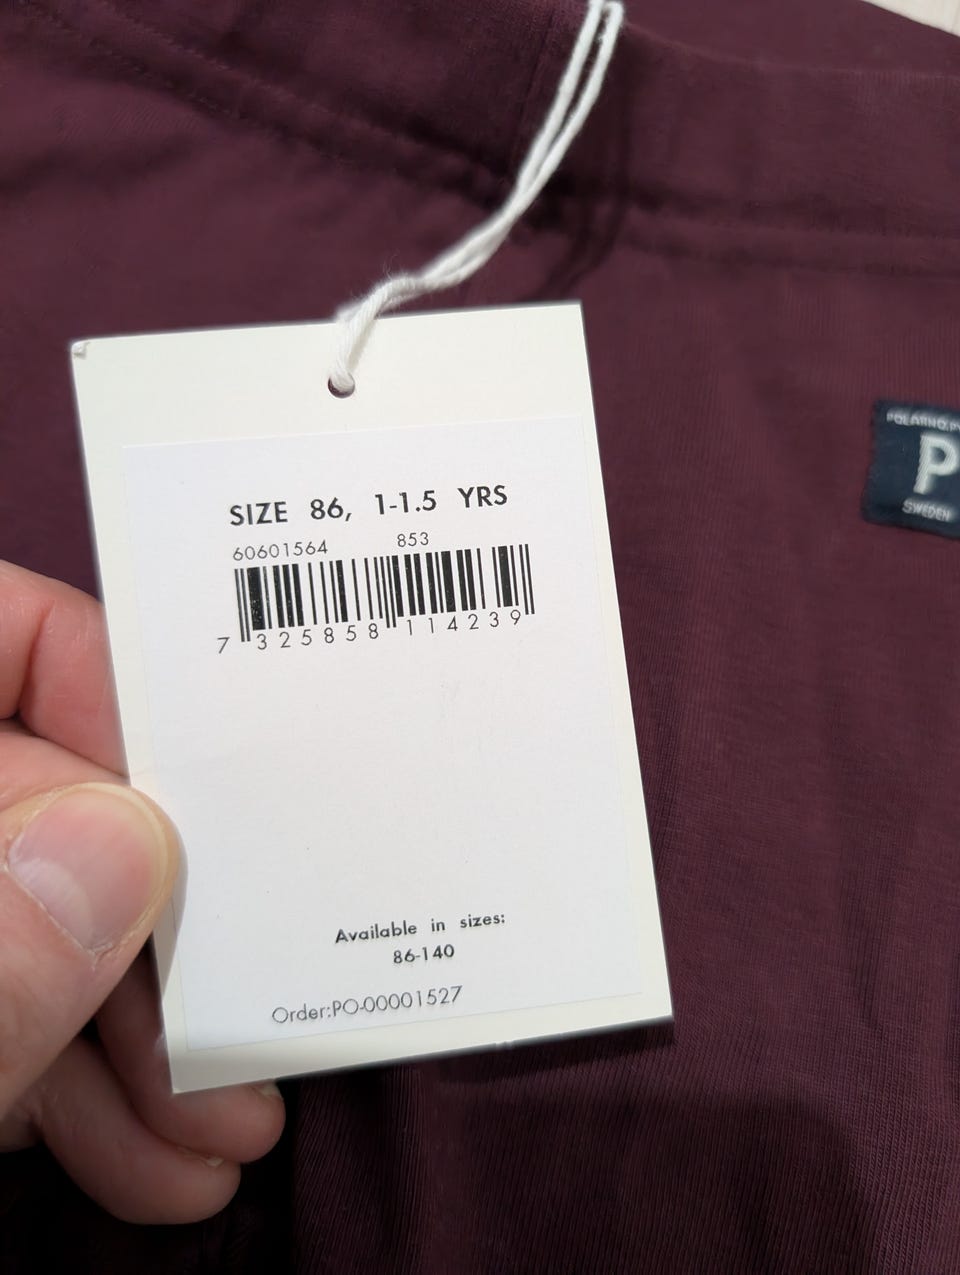 SIZE 86, 1-1.5 YRS
60601564 853
7 325858 114239
Available in sizes:
86-140
Order:PO-00001527
P
SWEDEN